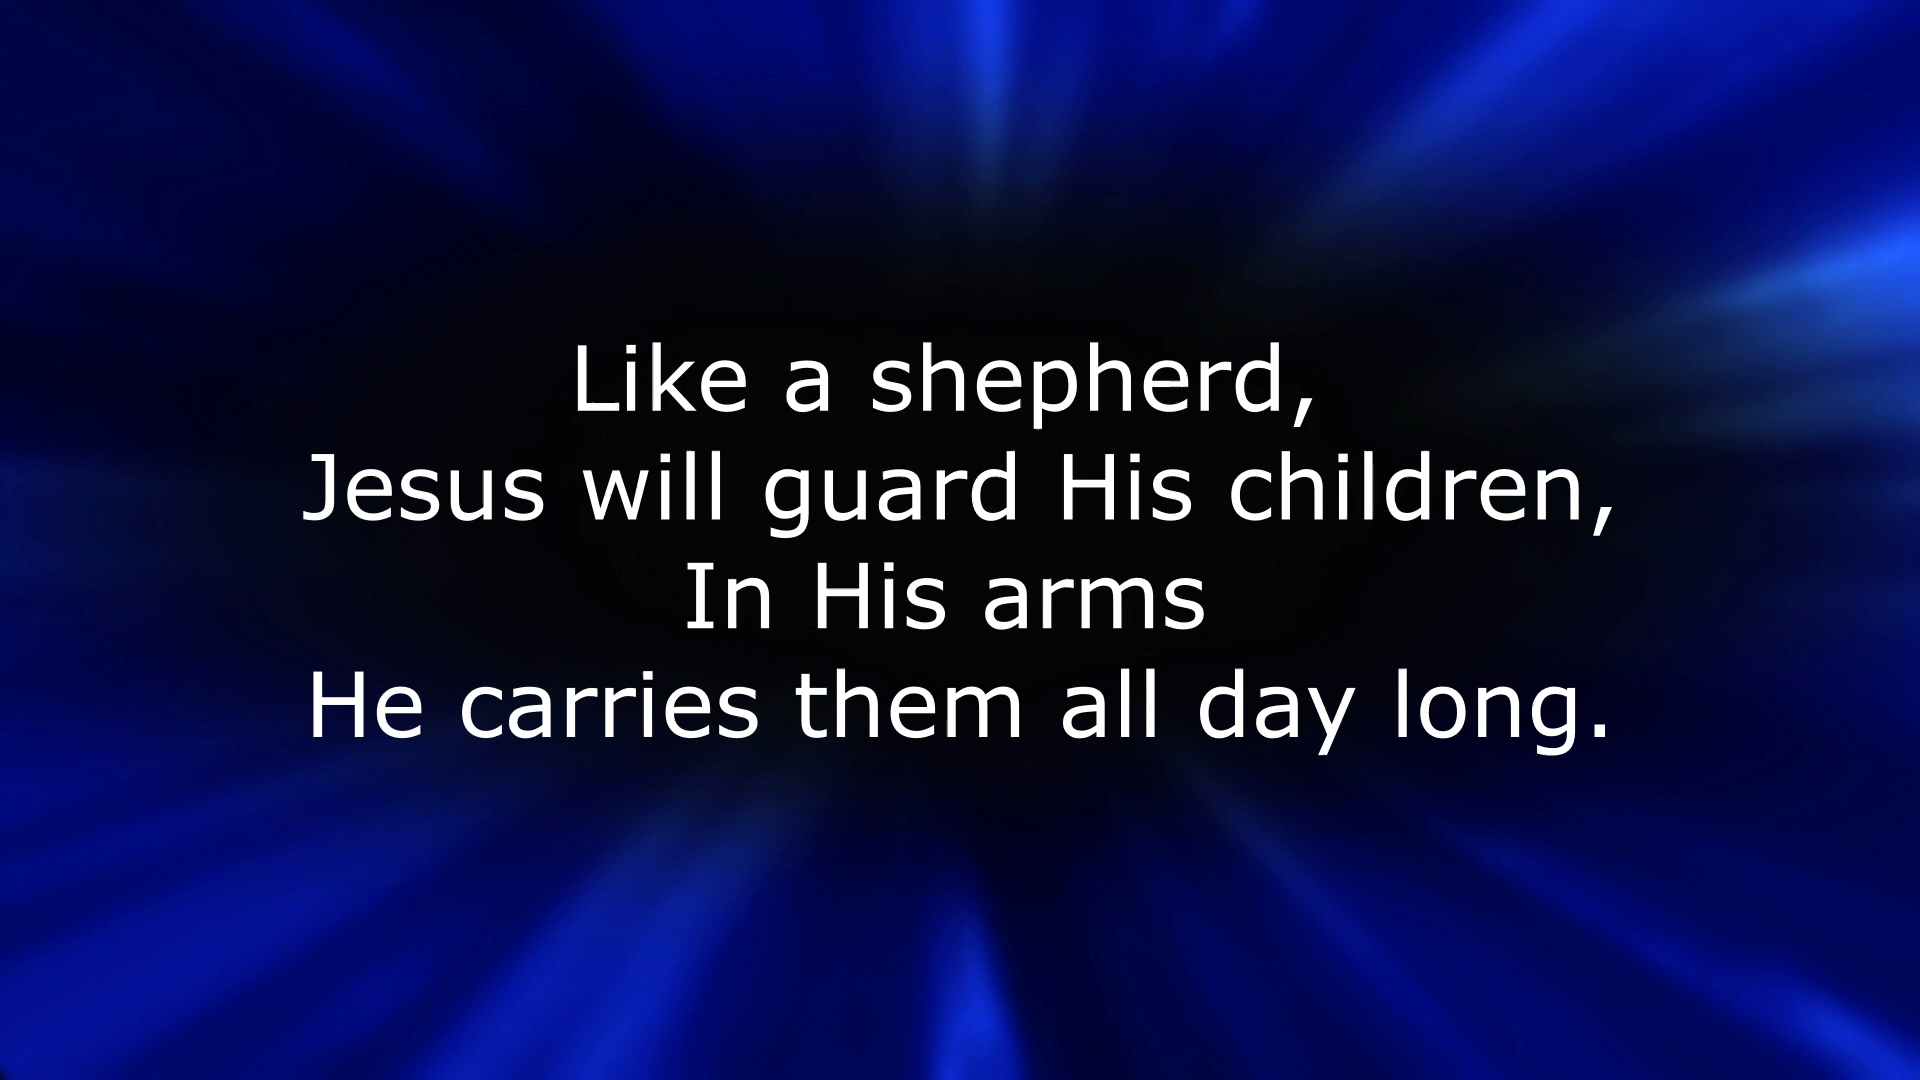 Like a shepherd,
Jesus will guard His children,
In His arms
He carries them all day long.